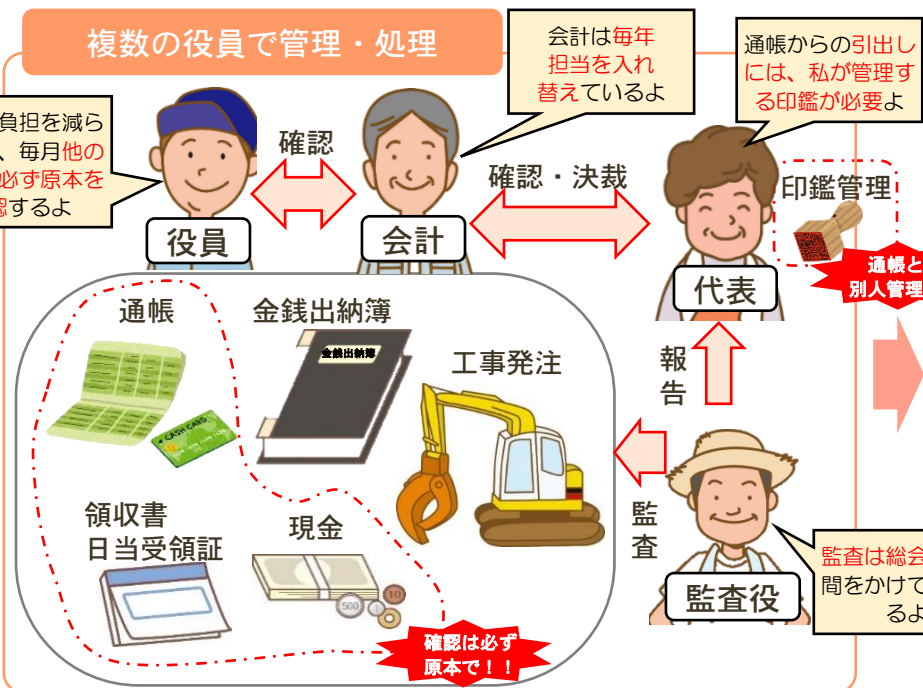 複数の役員で管理・処理
会計は毎年
担当を入れ
替えているよ
通帳からの引出し
には、私が管理す
る印鑑が必要よ
負担を減ら
、毎月他の
必ず原本を
認するよ
確認
確認・決裁
印鑑管理
役員
会計
代表
通帳と
別人管理
通帳
金銭出納簿
金銭出納簿
工事発注
報
告
CASH CARD
領収書
日当受領証
現金
500
1
10
監
査
監査役
監査は総会
間をかけて
るよ
確認は必ず
原本で！！